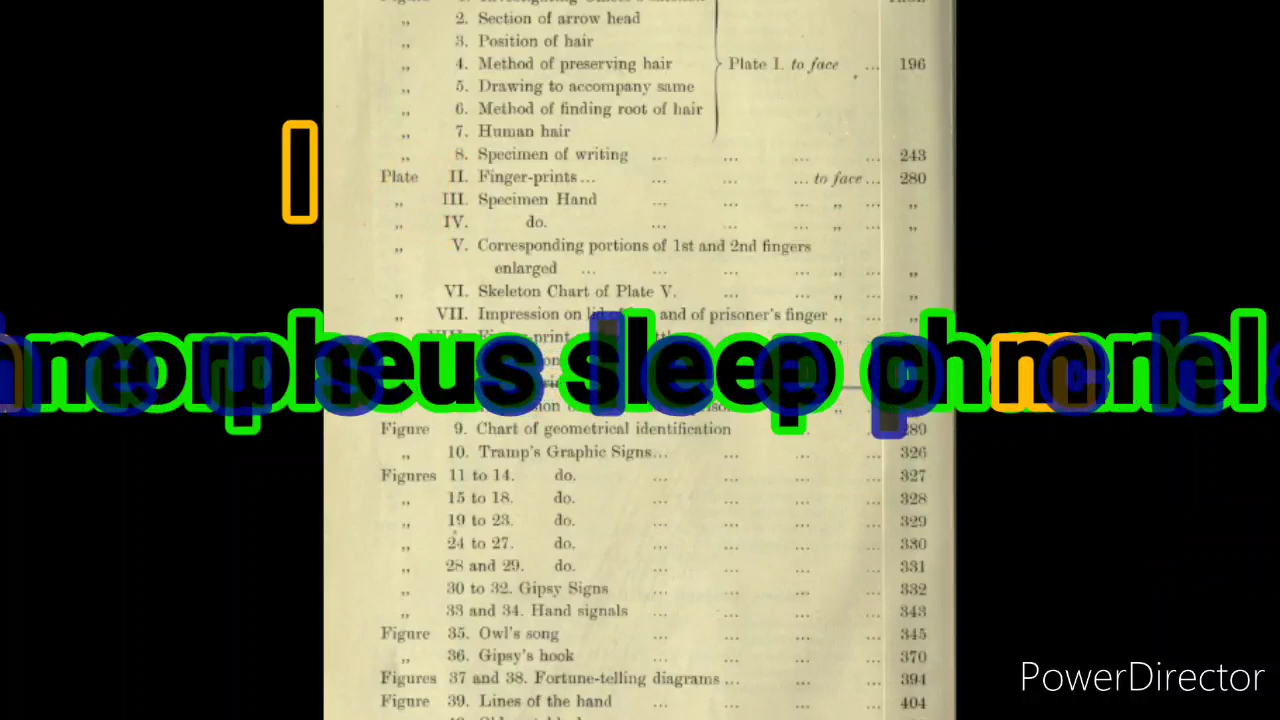 2. Section of arrow head
„ 3. Position of hair
„ 4. Method of preserving hair Plate I. to face ... 196
„ 5. Drawing to accompany same
„ 6. Method of finding root of hair
„ 7. Human hair
„ 8. Specimen of writing ... ... ... ... 243
Plate II. Finger-prints ... ... ... ... to face ... 280
„ III. Specimen Hand ... ... ... „ ... „
„ IV. do. ... ... ... „ ... „
„ V. Corresponding portions of 1st and 2nd fingers
enlarged ... ... ... ... „ ... „
„ VI. Skeleton Chart of Plate V. ... ... „ ... „
„ VII. Impression on and of prisoner's finger „ ... „
morpheus sleep channel
Figure 9. Chart of geometrical identification ... 289
„ 10. Tramp's Graphic Signs... ... ... ... 326
Figures 11 to 14. do. ... ... ... ... 327
„ 15 to 18. do. ... ... ... ... 328
„ 19 to 23. do. ... ... ... ... 329
„ 24 to 27. do. ... ... ... ... 330
„ 28 and 29. do. ... ... ... ... 331
„ 30 to 32. Gipsy Signs ... ... ... ... 332
„ 33 and 34. Hand signals ... ... ... ... 343
Figure 35. Owl's song ... ... ... ... 345
„ 36. Gipsy's hook ... ... ... ... 370
Figures 37 and 38. Fortune-telling diagrams ... ... ... 394
Figure 39. Lines of the hand ... ... ... ... 404
PowerDirector